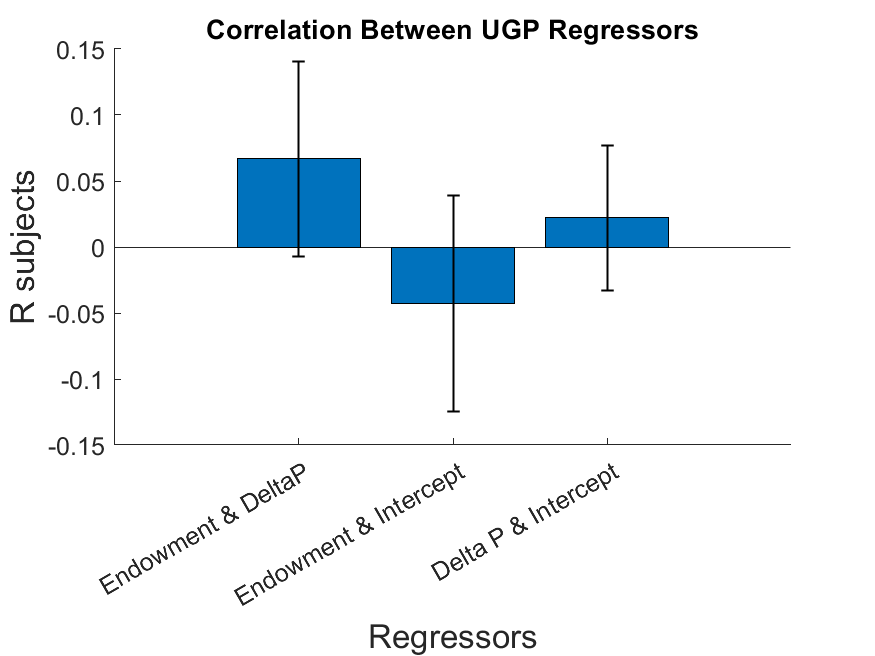 Correlation Between UGP Regressors
0.15
0.1
0.05
0
-0.05
-0.1
-0.15
R subjects
Endowment & DeltaP
Endowment & Intercept
Delta P & Intercept
Regressors